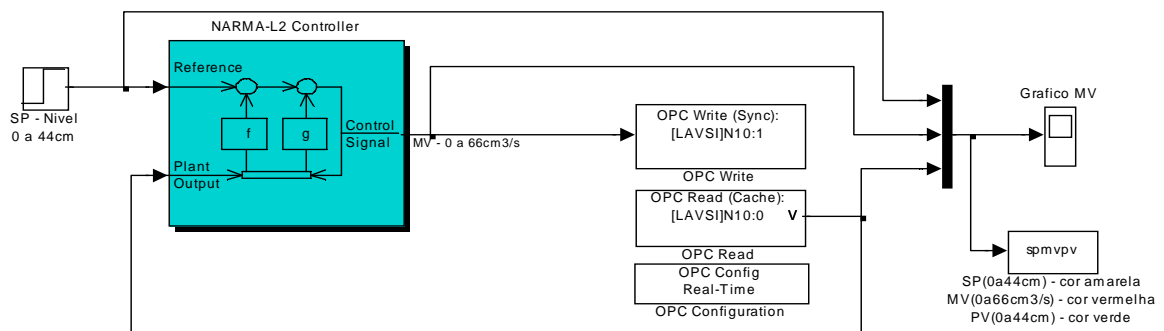 NARMA-L2 Controller
Reference
f
g
Control
Signal
Plant
Output
SP - Nivel
0 a 44cm
MV - 0 a 66cm3/s
OPC Write (Sync):
[LAVSI]N10:1
OPC Write
OPC Read (Cache):
[LAVSI]N10:0
V
OPC Read
OPC Config
Real-Time
OPC Configuration
Grafico MV
spmvpv
SP(0a44cm) - cor amarela
MV(0a66cm3/s) - cor vermelha
PV(0a44cm) - cor verde